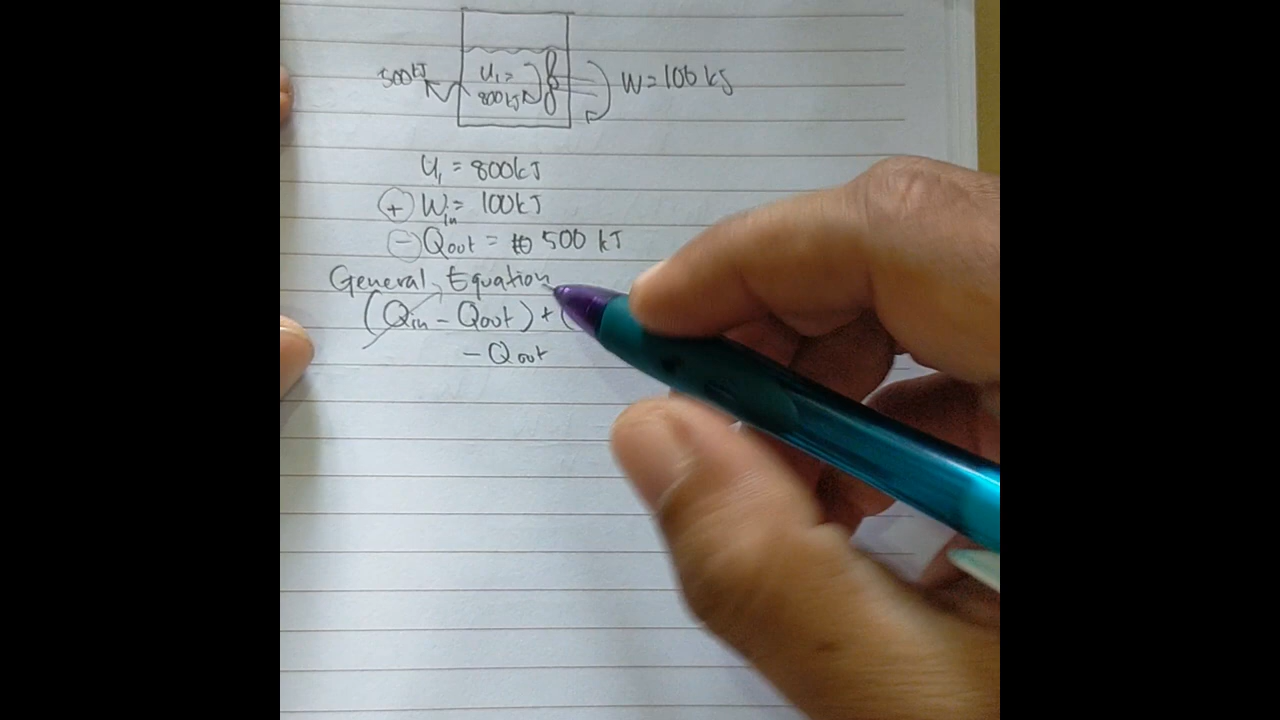 500kJ
U₁=
800kJ
W=100 kJ
U₁ = 800kJ
+ Win= 100kJ
- Qout = 500 kJ
General Equation
(Qin - Qout) + (
- Qout